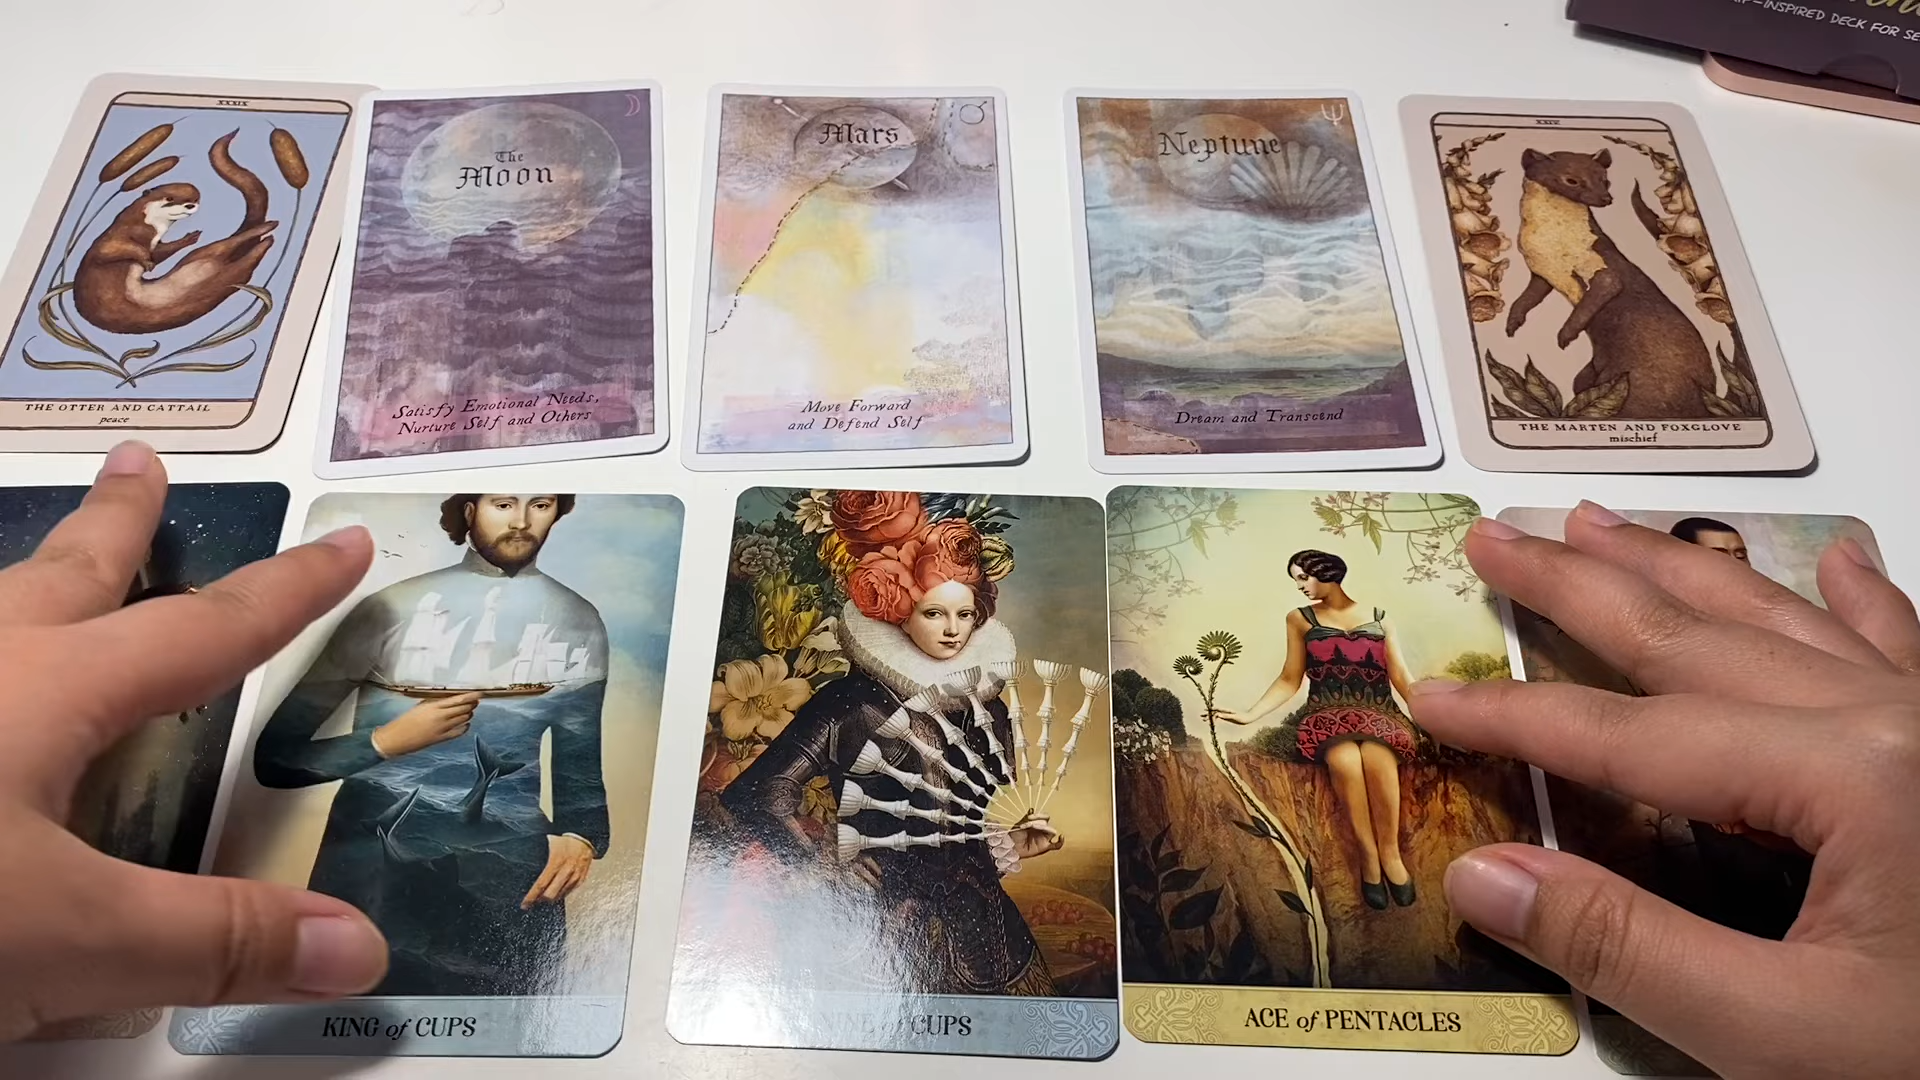 -INSPIRED DECK FOR SE
XXXIX
THE OTTER AND CATTAIL
peace
The
Moon
Satisfy Emotional Needs,
Nurture Self and Others
Mars
Move Forward
and Defend Self
Neptune
Dream and Transcend
THE MARTEN AND FOXGLOVE
mischief
KING of CUPS
NINE of CUPS
ACE of PENTACLES